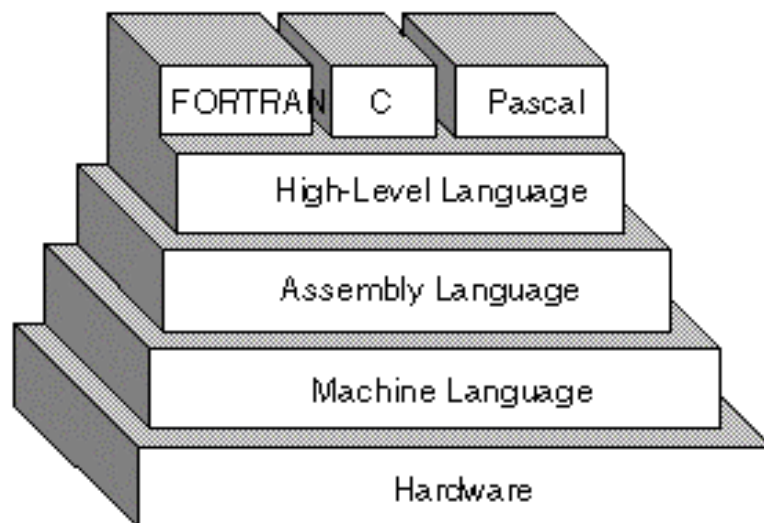 FORTRAN C Pascal
High-Level Language
Assembly Language
Machine Language
Hardware